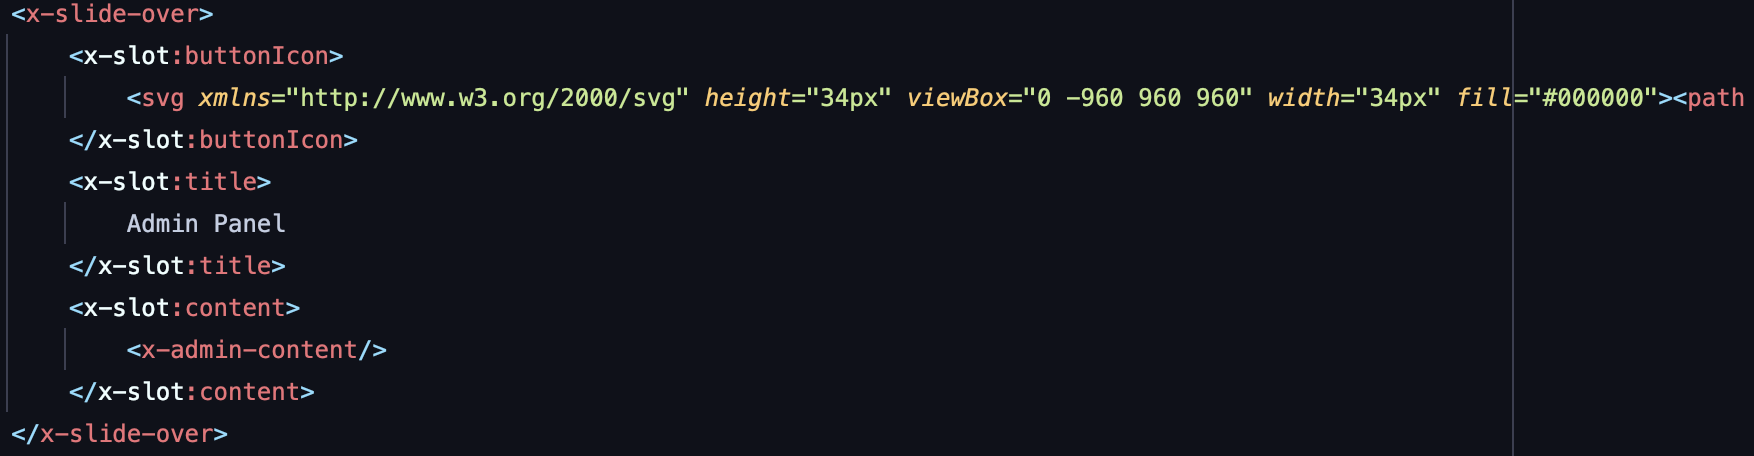 <x-slide-over>
<x-slot:buttonIcon>
<svg xmlns="http://www.w3.org/2000/svg" height="34px" viewBox="0 -960 960 960" width="34px" fill="#000000"><path
</x-slot:buttonIcon>
<x-slot:title>
Admin Panel
</x-slot:title>
<x-slot:content>
<x-admin-content/>
</x-slot:content>
</x-slide-over>